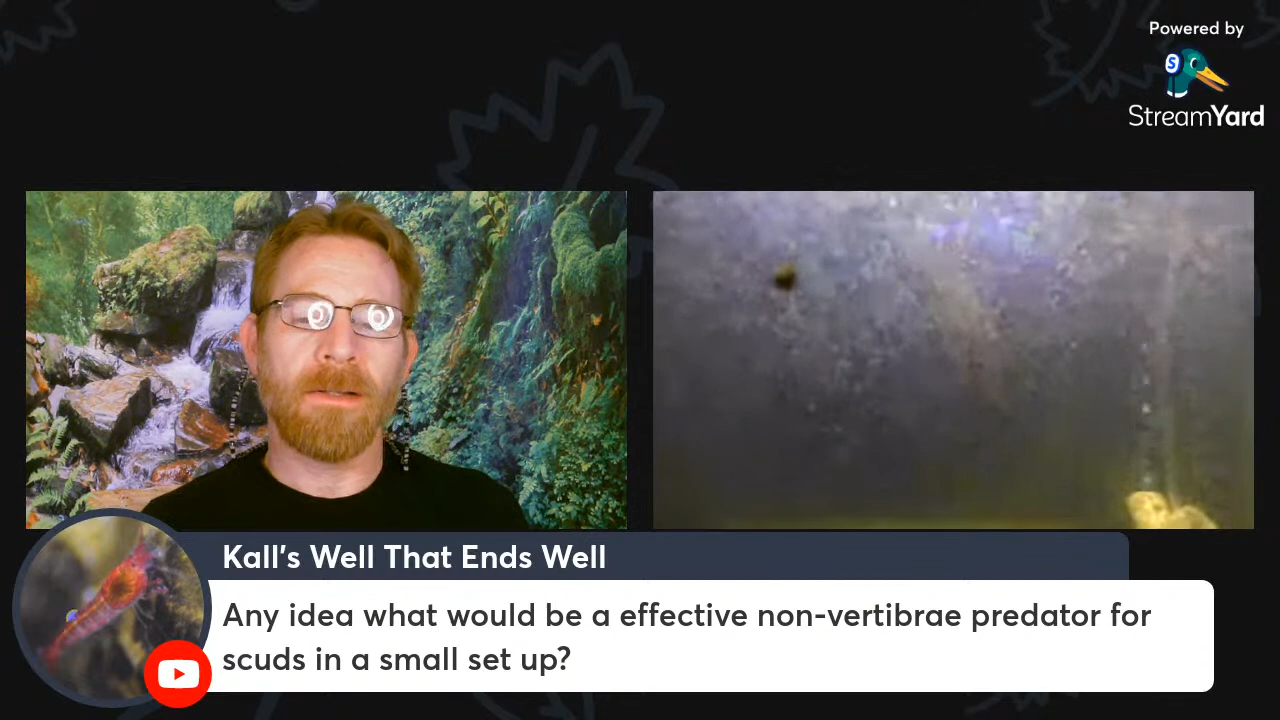 Powered by
StreamYard
Kall's Well That Ends Well
Any idea what would be a effective non-vertibrae predator for
scuds in a small set up?